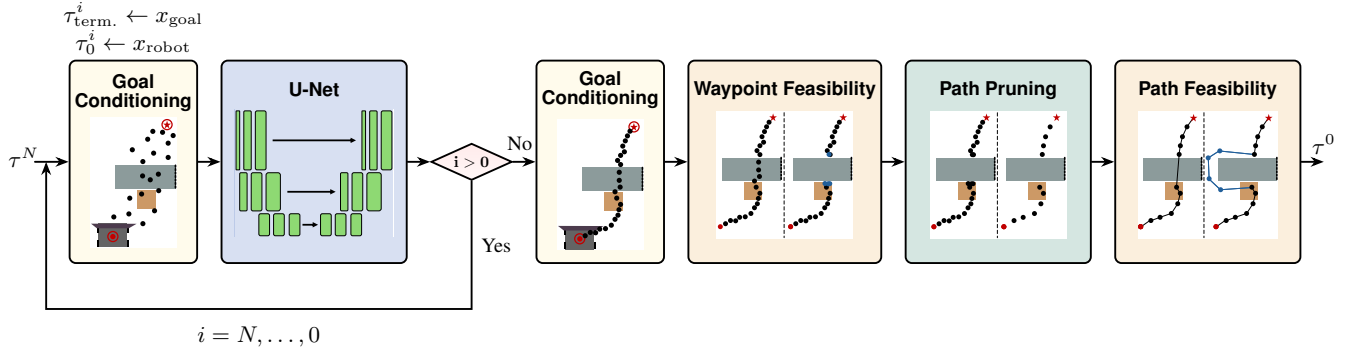 τ^i_term. ← x_goal
τ^i_0 ← x_robot
τ^N
Goal
Conditioning
U-Net
i > 0
No
Yes
Goal
Conditioning
Waypoint Feasibility
Path Pruning
Path Feasibility
τ^0
i = N, . . . , 0